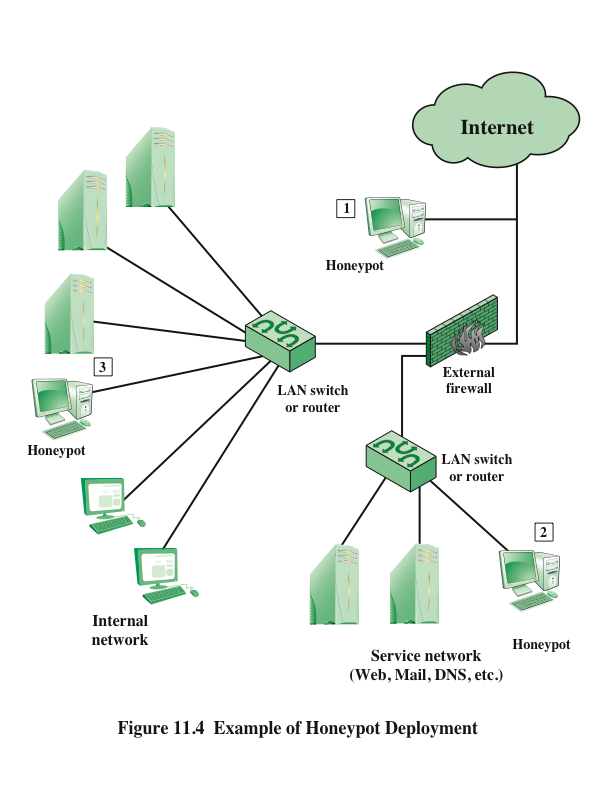 Internet
1
Honeypot
External
firewall
LAN switch
or router
3
Honeypot
LAN switch
or router
2
Honeypot
Internal
network
Service network
(Web, Mail, DNS, etc.)
Figure 11.4  Example of Honeypot Deployment